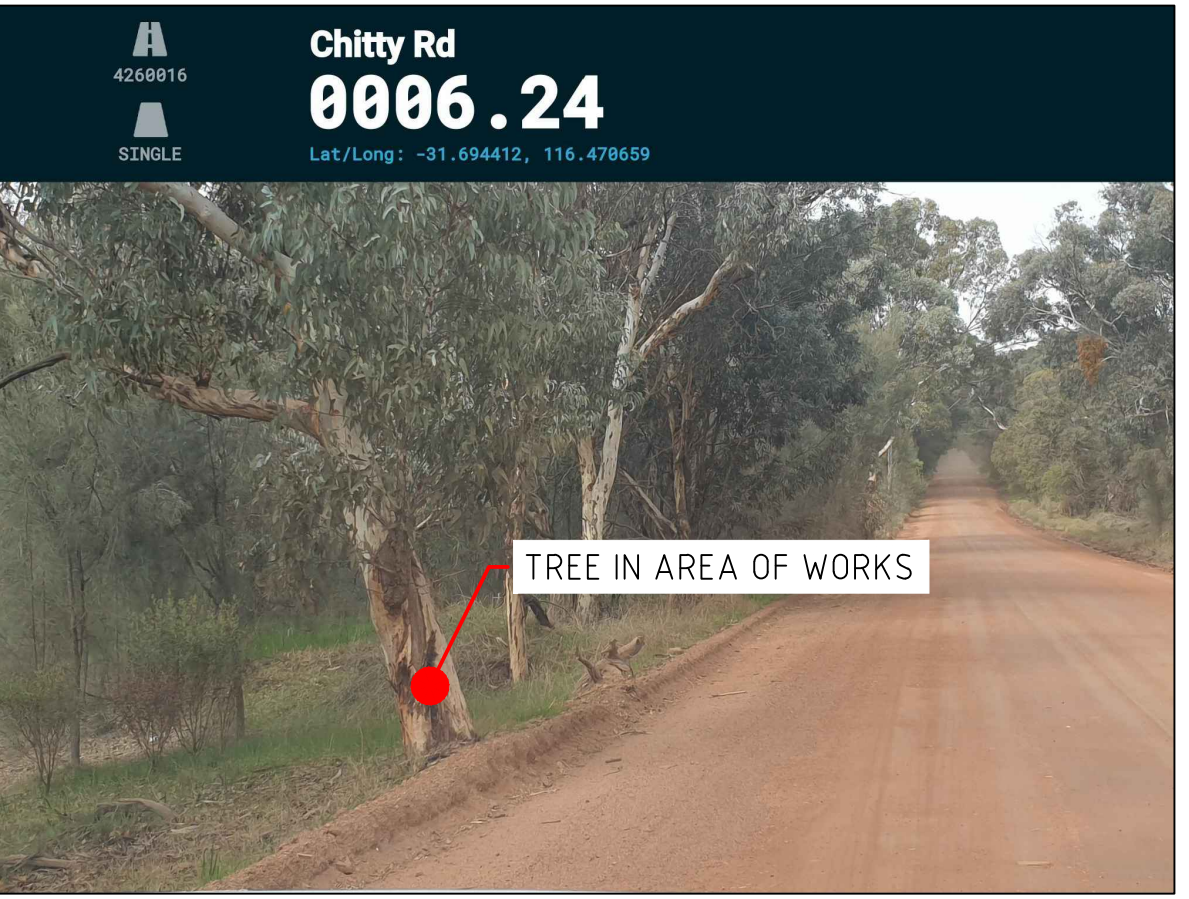 Chitty Rd
4260016
0006.24
SINGLE
Lat/Long: -31.694412, 116.470659
TREE IN AREA OF WORKS